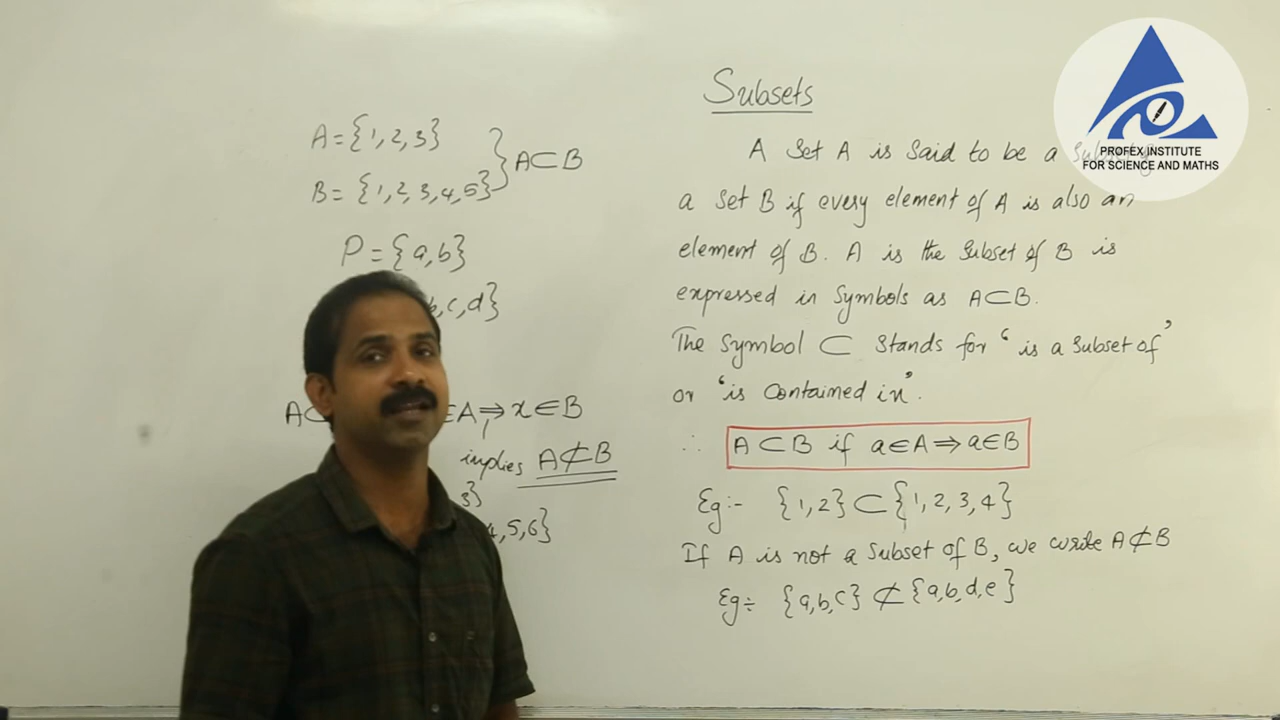 A = {1, 2, 3}
B = {1, 2, 3, 4, 5}
A⊂B
P = {a, b}
b, c, d}
A⊂
∈A ⇒ x∈B
implies A⊄B
3}
4, 5, 6}
Subsets
A Set A is Said to be a
a Set B if every element of A is also an
element of B. A is the Subset of B is
expressed in Symbols as A⊂B.
The Symbol ⊂ Stands for ‘is a Subset of’
or ‘is Contained in’.
∴ A⊂B if a∈A ⇒ a∈B
Eg:- {1, 2} ⊂ {1, 2, 3, 4}
If A is not a Subset of B, we write A⊄B
Eg÷ {a, b, c} ⊄ {a, b, d, e}
PROFEX INSTITUTE
FOR SCIENCE AND MATHS